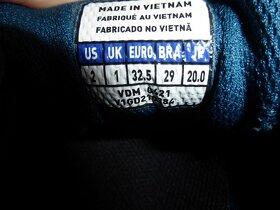 MADE IN VIETNAM
FABRIQUÉ AU VIETNAM
FABRICADO NO VIETNÃ
US UK EURO BRA JP
2 1 32.5 29 20.0
VDM 0421